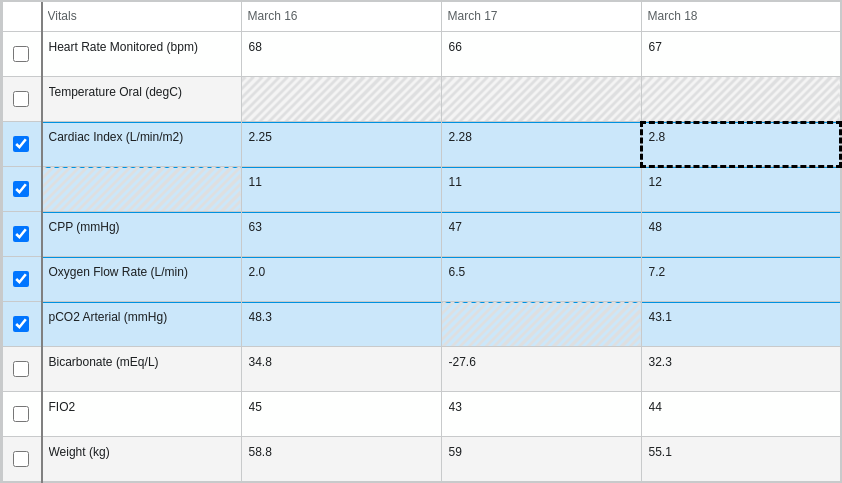 Vitals March 16 March 17 March 18
Heart Rate Monitored (bpm) 68 66 67
Temperature Oral (degC)
Cardiac Index (L/min/m2) 2.25 2.28 2.8
11 11 12
CPP (mmHg) 63 47 48
Oxygen Flow Rate (L/min) 2.0 6.5 7.2
pCO2 Arterial (mmHg) 48.3 43.1
Bicarbonate (mEq/L) 34.8 -27.6 32.3
FIO2 45 43 44
Weight (kg) 58.8 59 55.1